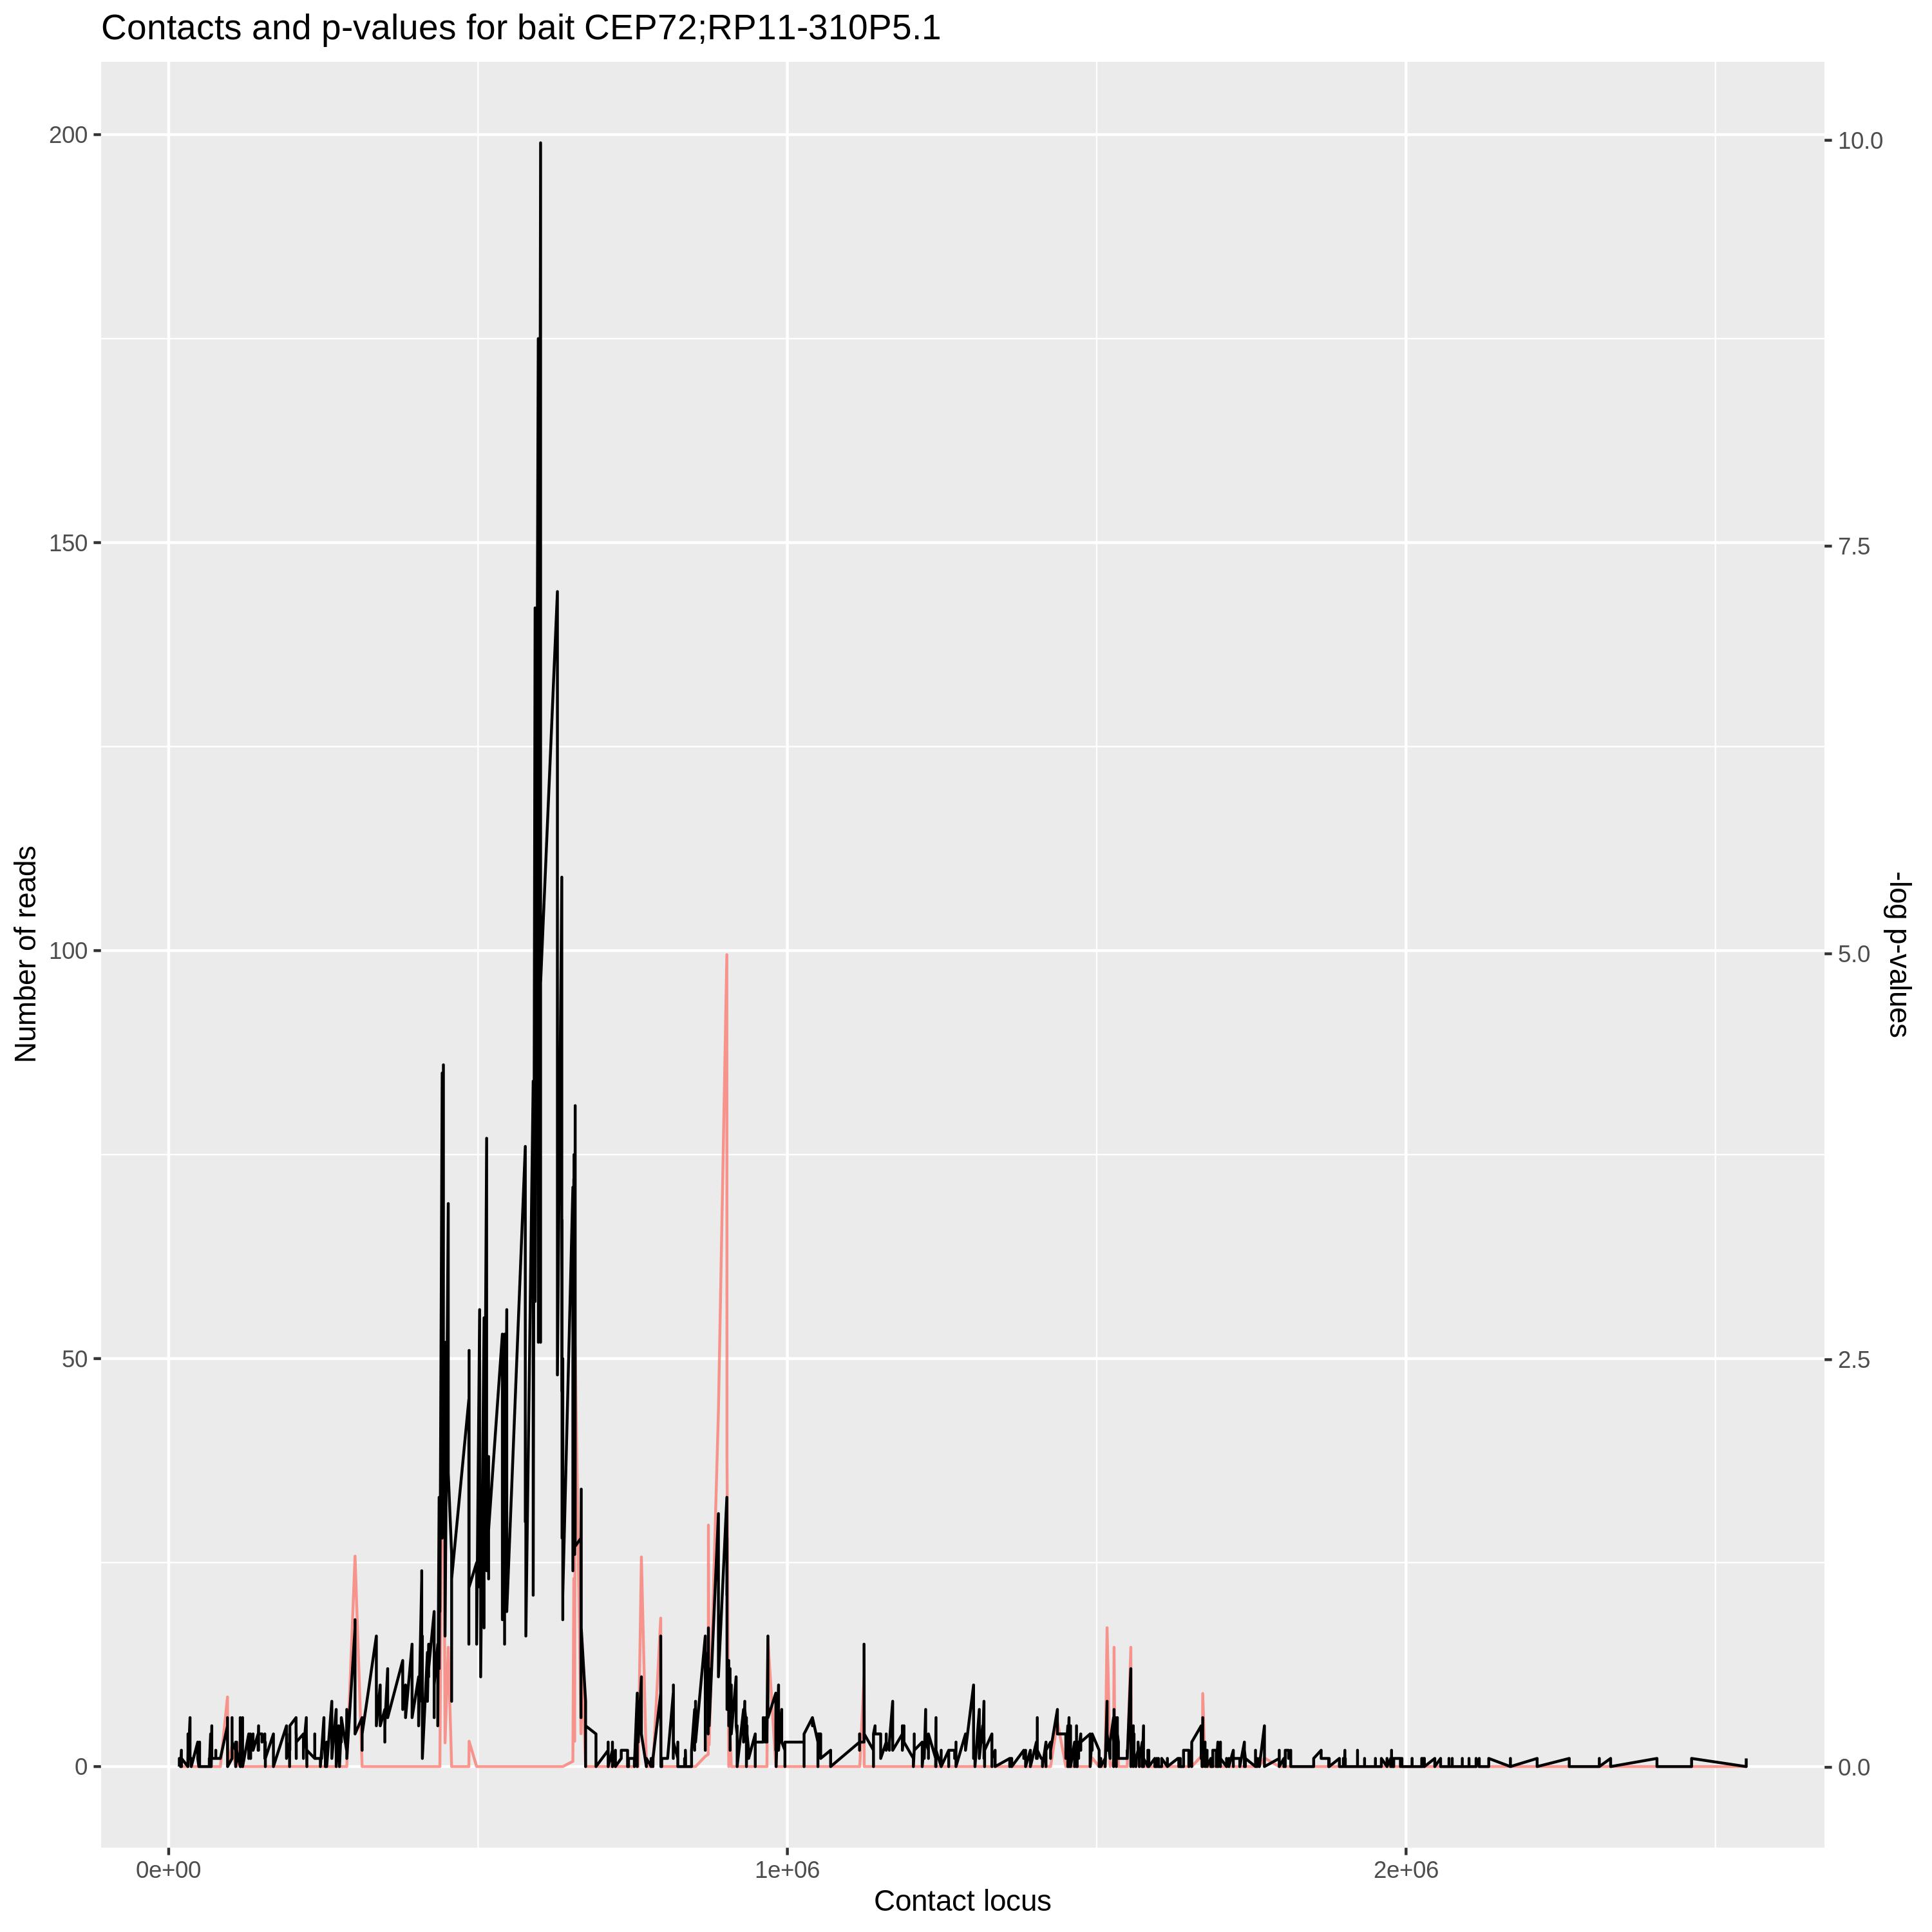 Contacts and p-values for bait CEP72;RP11-310P5.1
200
150
100
50
0
Number of reads
10.0
7.5
5.0
2.5
0.0
-log p-values
0e+00
1e+06
2e+06
Contact locus